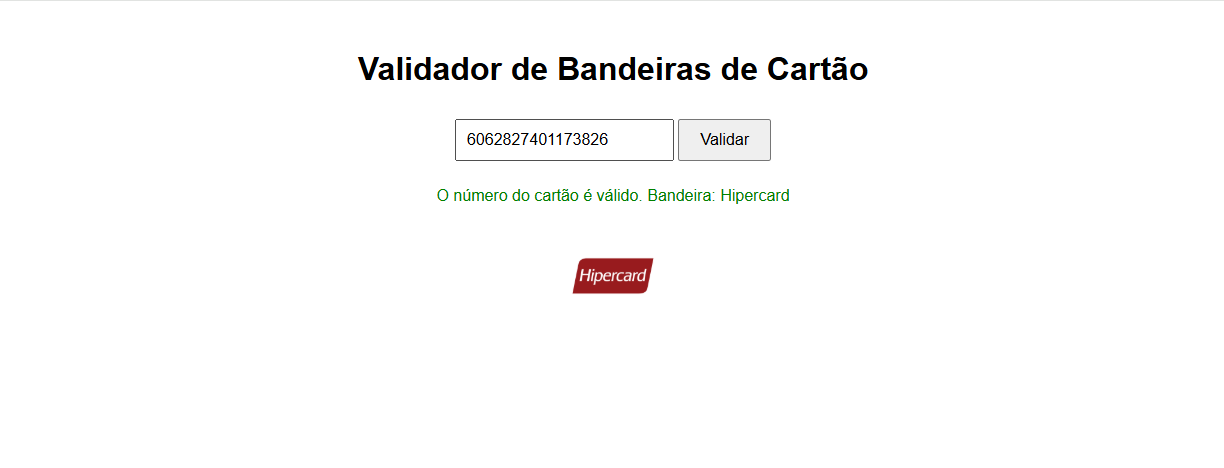 Validador de Bandeiras de Cartão
6062827401173826 Validar
O número do cartão é válido. Bandeira: Hipercard
Hipercard